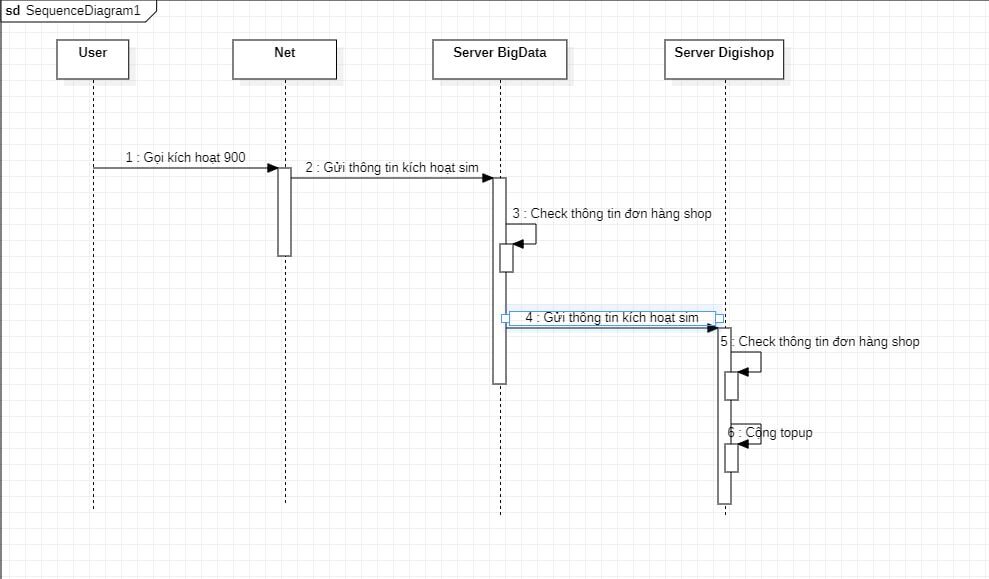 sd SequenceDiagram1
User
Net
Server BigData
Server Digishop
1 : Gọi kích hoạt 900
2 : Gửi thông tin kích hoạt sim
3 : Check thông tin đơn hàng shop
4 : Gửi thông tin kích hoạt sim
5 : Check thông tin đơn hàng shop
6 : Cộng topup